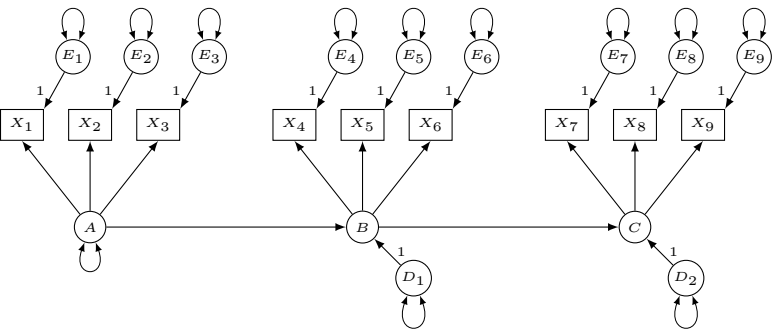 E1 E2 E3 E4 E5 E6 E7 E8 E9
1 1 1 1 1 1 1 1 1
X1 X2 X3 X4 X5 X6 X7 X8 X9
A B C
1 1
D1 D2